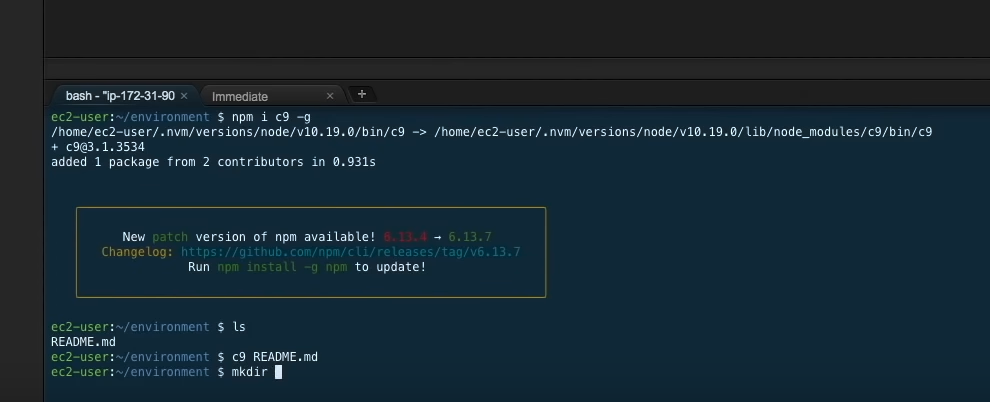 bash - "ip-172-31-90
Immediate
ec2-user:~/environment $ npm i c9 -g
/home/ec2-user/.nvm/versions/node/v10.19.0/bin/c9 -> /home/ec2-user/.nvm/versions/node/v10.19.0/lib/node_modules/c9/bin/c9
+ c9@3.1.3534
added 1 package from 2 contributors in 0.931s
New patch version of npm available! 6.13.4 → 6.13.7
Changelog: https://github.com/npm/cli/releases/tag/v6.13.7
Run npm install -g npm to update!
ec2-user:~/environment $ ls
README.md
ec2-user:~/environment $ c9 README.md
ec2-user:~/environment $ mkdir